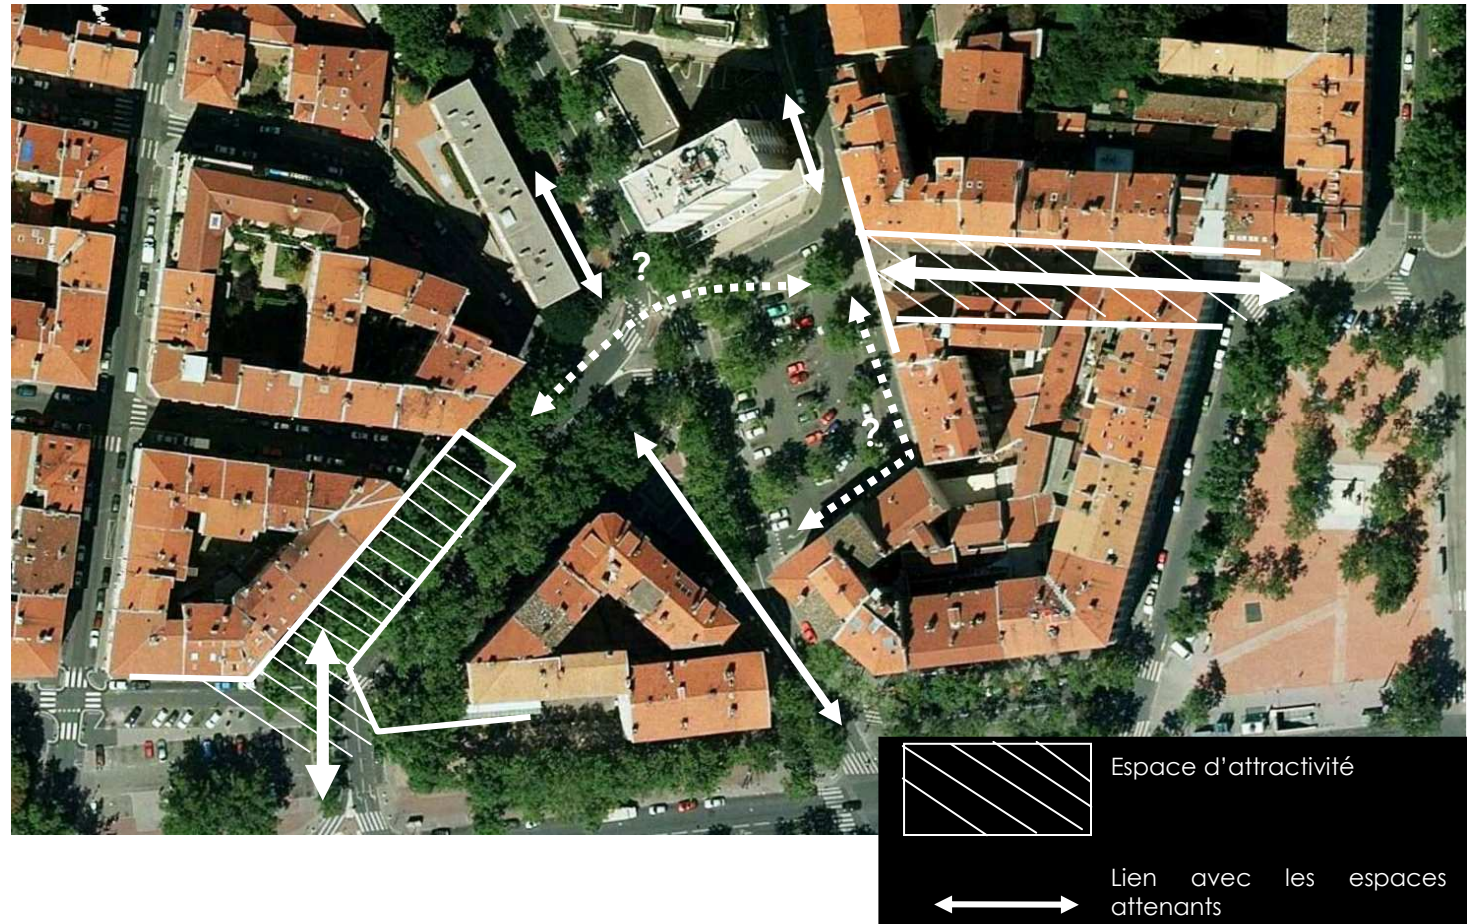 ?
?
Espace d'attractivité
Lien avec les espaces
attenants